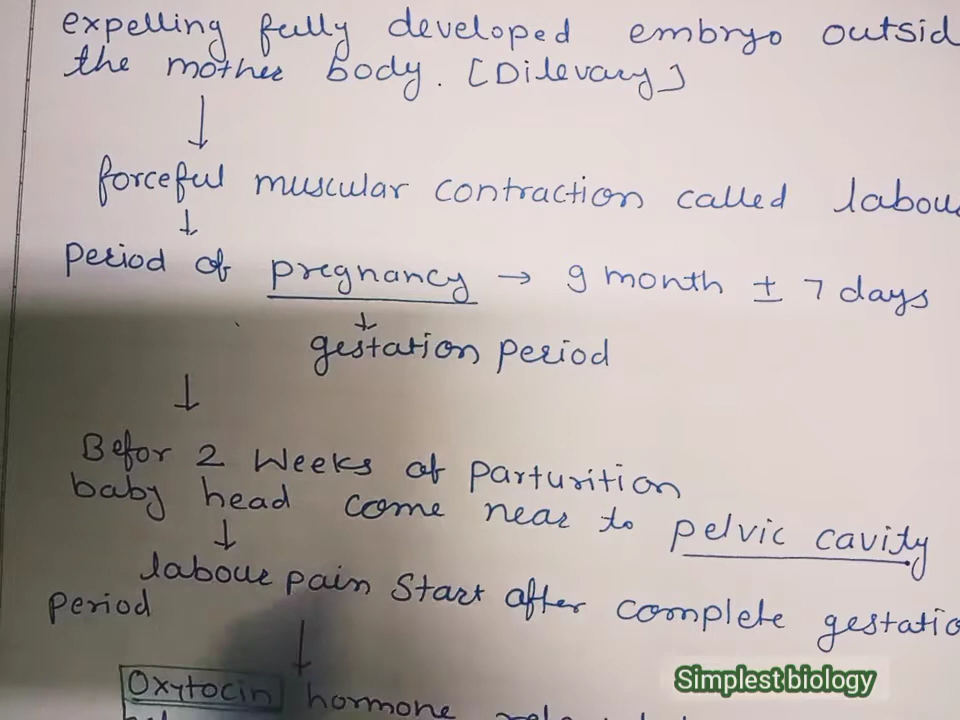 expelling fully developed embryo outsid
the mother body. [Dilevary]
forceful muscular contraction called labou
Period of pregnancy → 9 month ± 7 days
gestation period
Befor 2 Weeks of parturition
baby head come near to pelvic cavity
labour pain Start after complete gestatio
period
Oxytocin hormone
Simplest biology